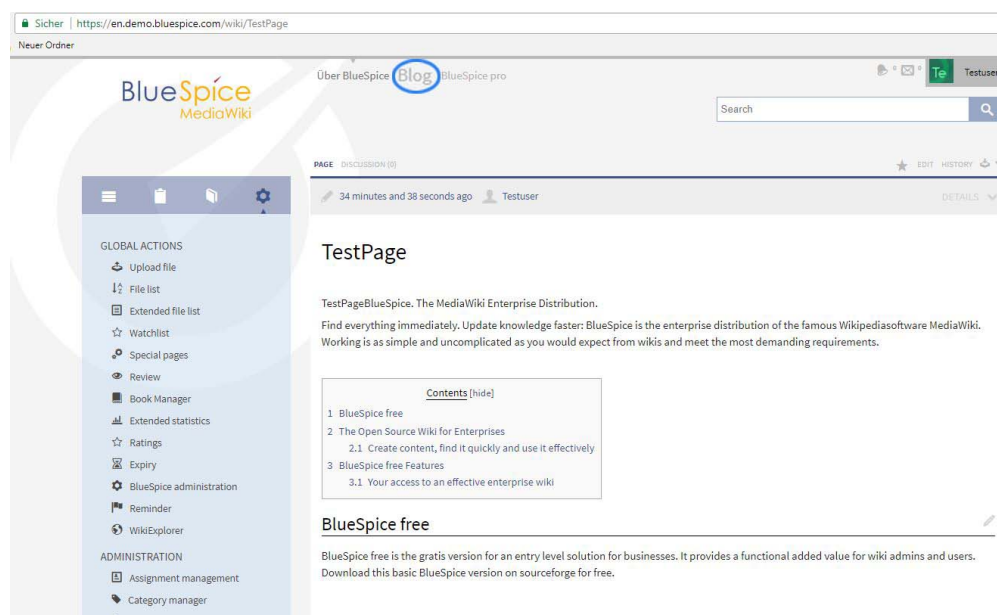 Sicher | https://en.demo.bluespice.com/wiki/TestPage
Neuer Ordner
BlueSpice
MediaWiki
Über BlueSpice Blog BlueSpice pro
Te Testuser
Search
PAGE DISCUSSION (0)
EDIT HISTORY
34 minutes and 38 seconds ago Testuser
DETAILS
GLOBAL ACTIONS
Upload file
File list
Extended file list
Watchlist
Special pages
Review
Book Manager
Extended statistics
Ratings
Expiry
BlueSpice administration
Reminder
WikiExplorer
ADMINISTRATION
Assignment management
Category manager
TestPage
TestPageBlueSpice. The MediaWiki Enterprise Distribution.
Find everything immediately. Update knowledge faster: BlueSpice is the enterprise distribution of the famous Wikipediasoftware MediaWiki.
Working is as simple and uncomplicated as you would expect from wikis and meet the most demanding requirements.
Contents [hide]
1 BlueSpice free
2 The Open Source Wiki for Enterprises
2.1 Create content, find it quickly and use it effectively
3 BlueSpice free Features
3.1 Your access to an effective enterprise wiki
BlueSpice free
BlueSpice free is the gratis version for an entry level solution for businesses. It provides a functional added value for wiki admins and users.
Download this basic BlueSpice version on sourceforge for free.